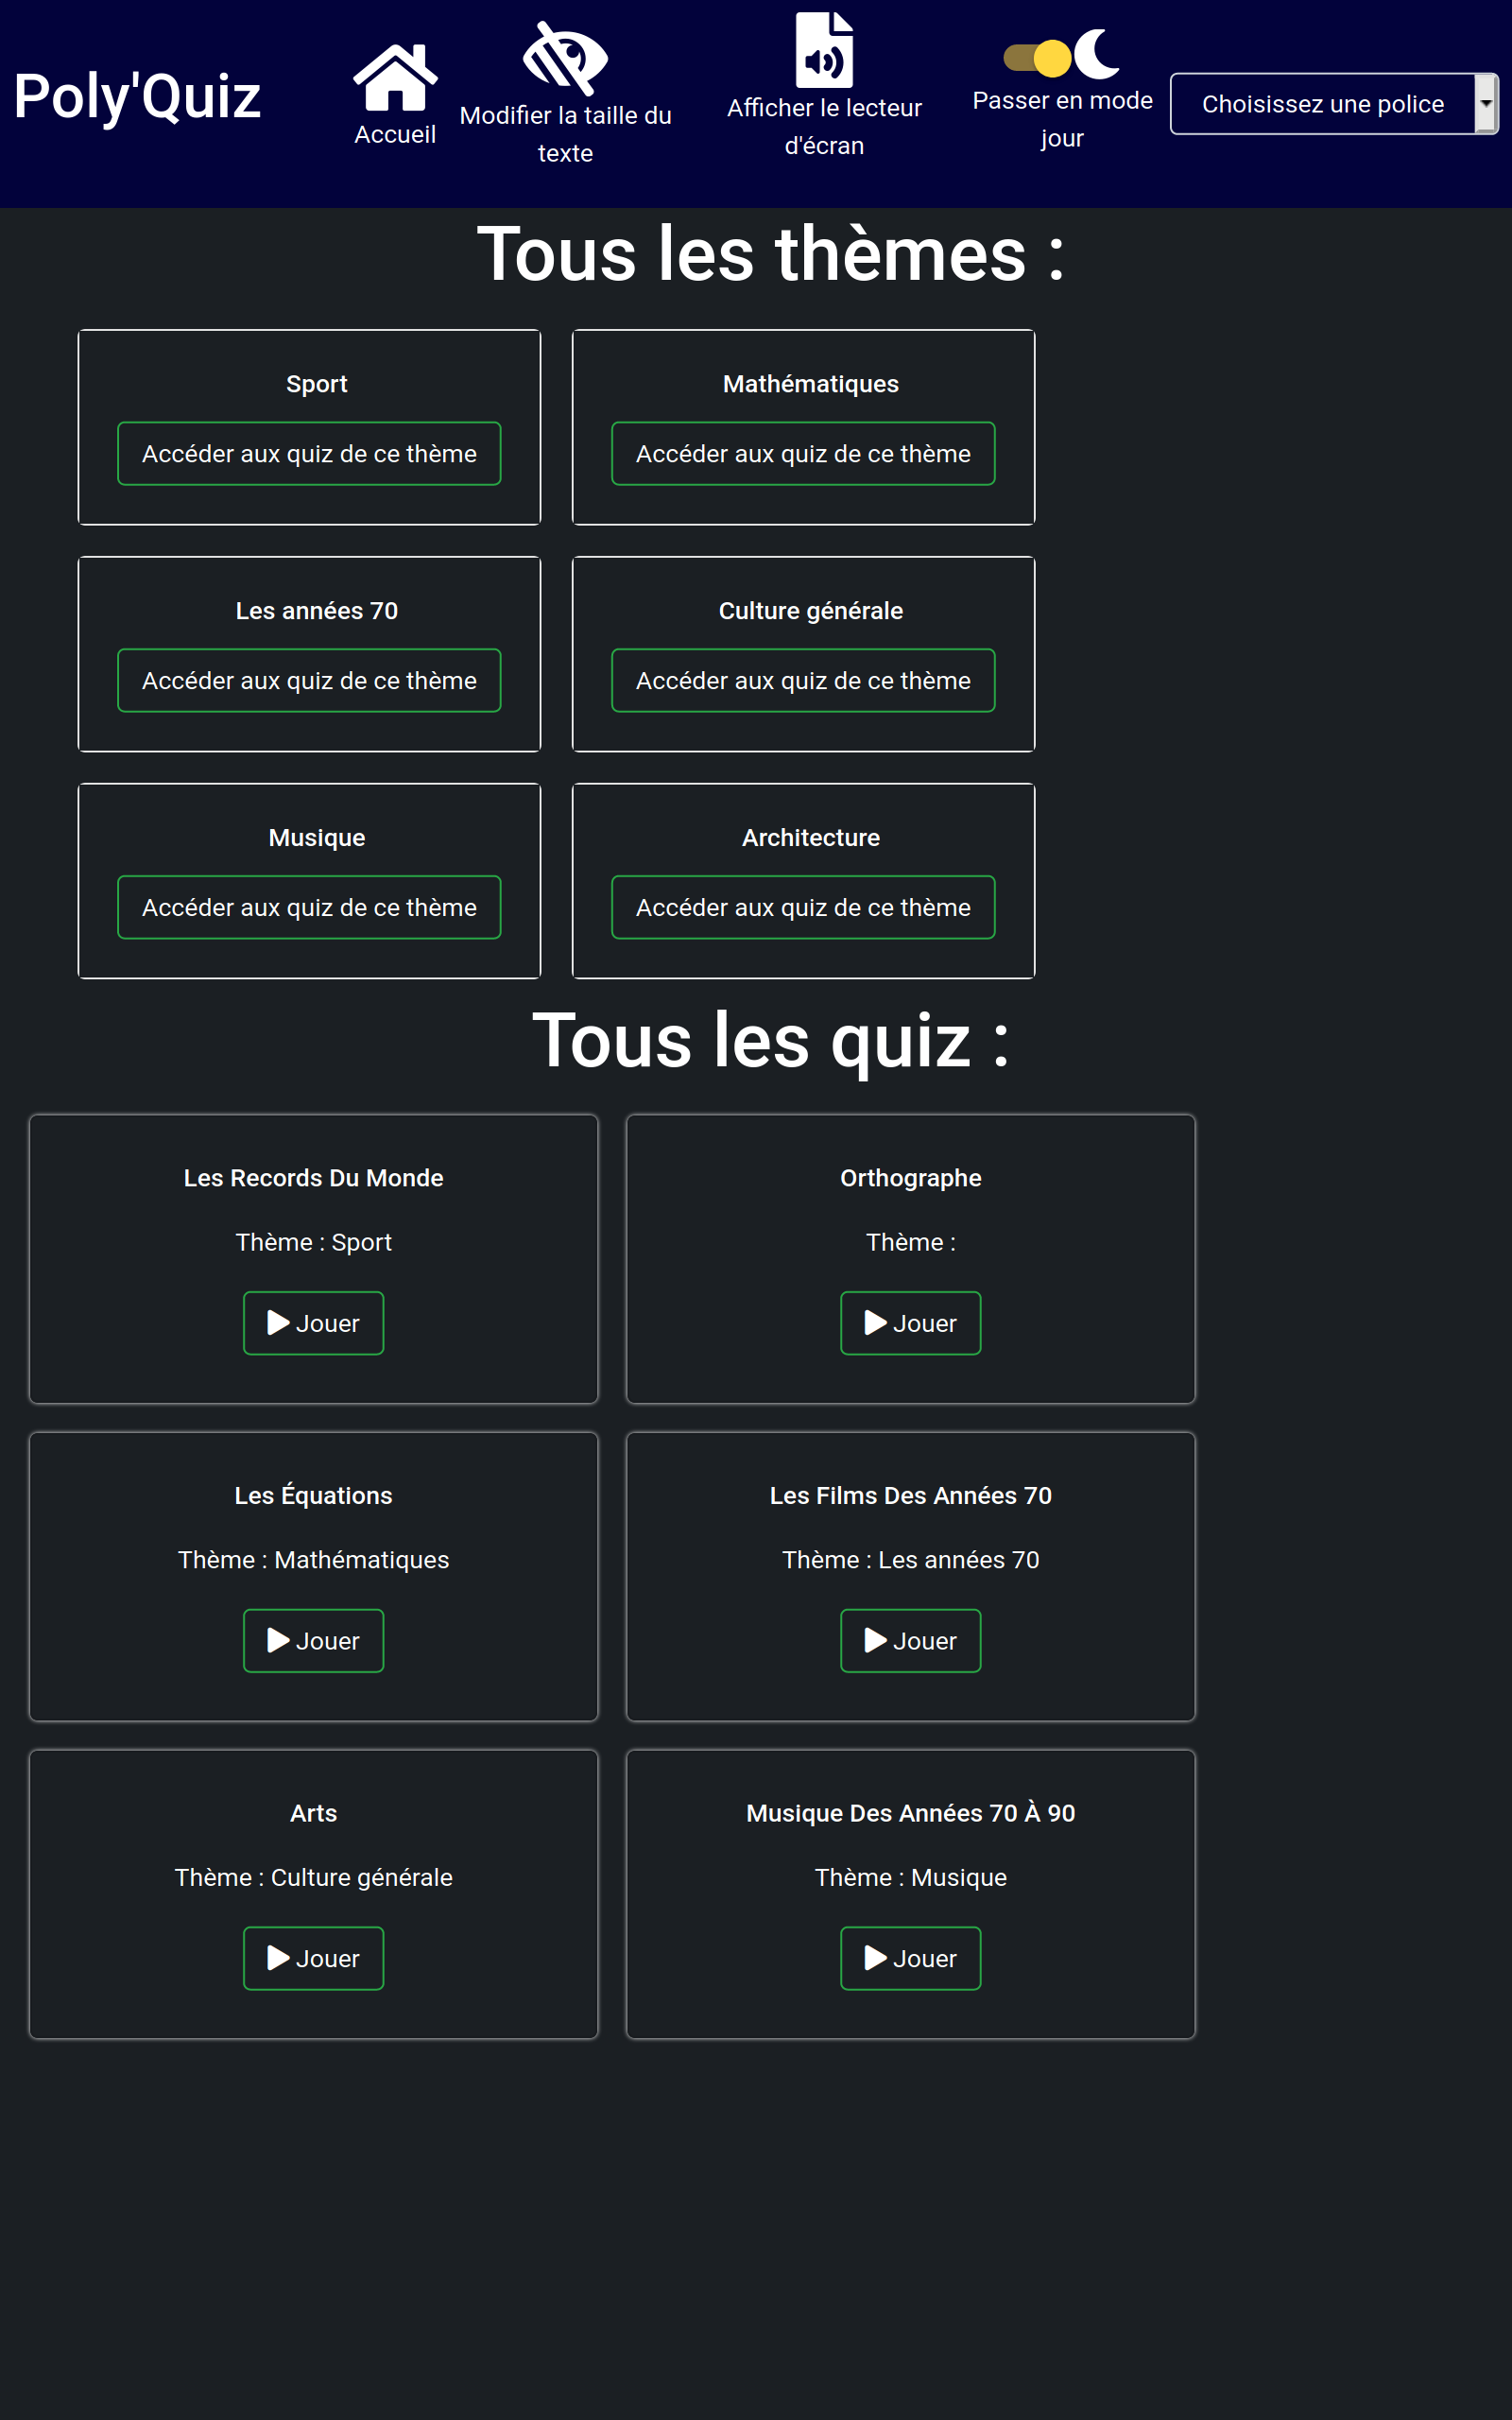 Poly'Quiz
Accueil
Modifier la taille du
texte
Afficher le lecteur
d'écran
Passer en mode
jour
Choisissez une police
Tous les thèmes :
Sport
Accéder aux quiz de ce thème
Mathématiques
Accéder aux quiz de ce thème
Les années 70
Accéder aux quiz de ce thème
Culture générale
Accéder aux quiz de ce thème
Musique
Accéder aux quiz de ce thème
Architecture
Accéder aux quiz de ce thème
Tous les quiz :
Les Records Du Monde
Thème : Sport
Jouer
Orthographe
Thème :
Jouer
Les Équations
Thème : Mathématiques
Jouer
Les Films Des Années 70
Thème : Les années 70
Jouer
Arts
Thème : Culture générale
Jouer
Musique Des Années 70 À 90
Thème : Musique
Jouer